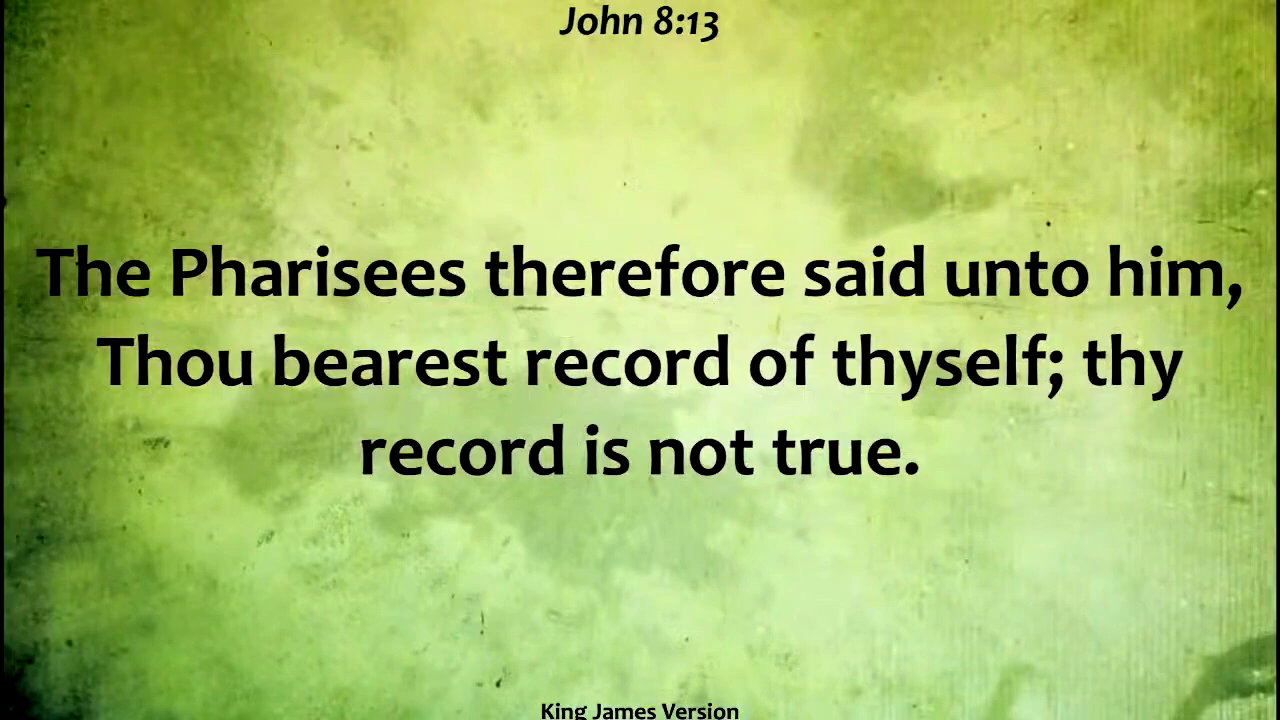 John 8:13
The Pharisees therefore said unto him,
Thou bearest record of thyself; thy
record is not true.
King James Version